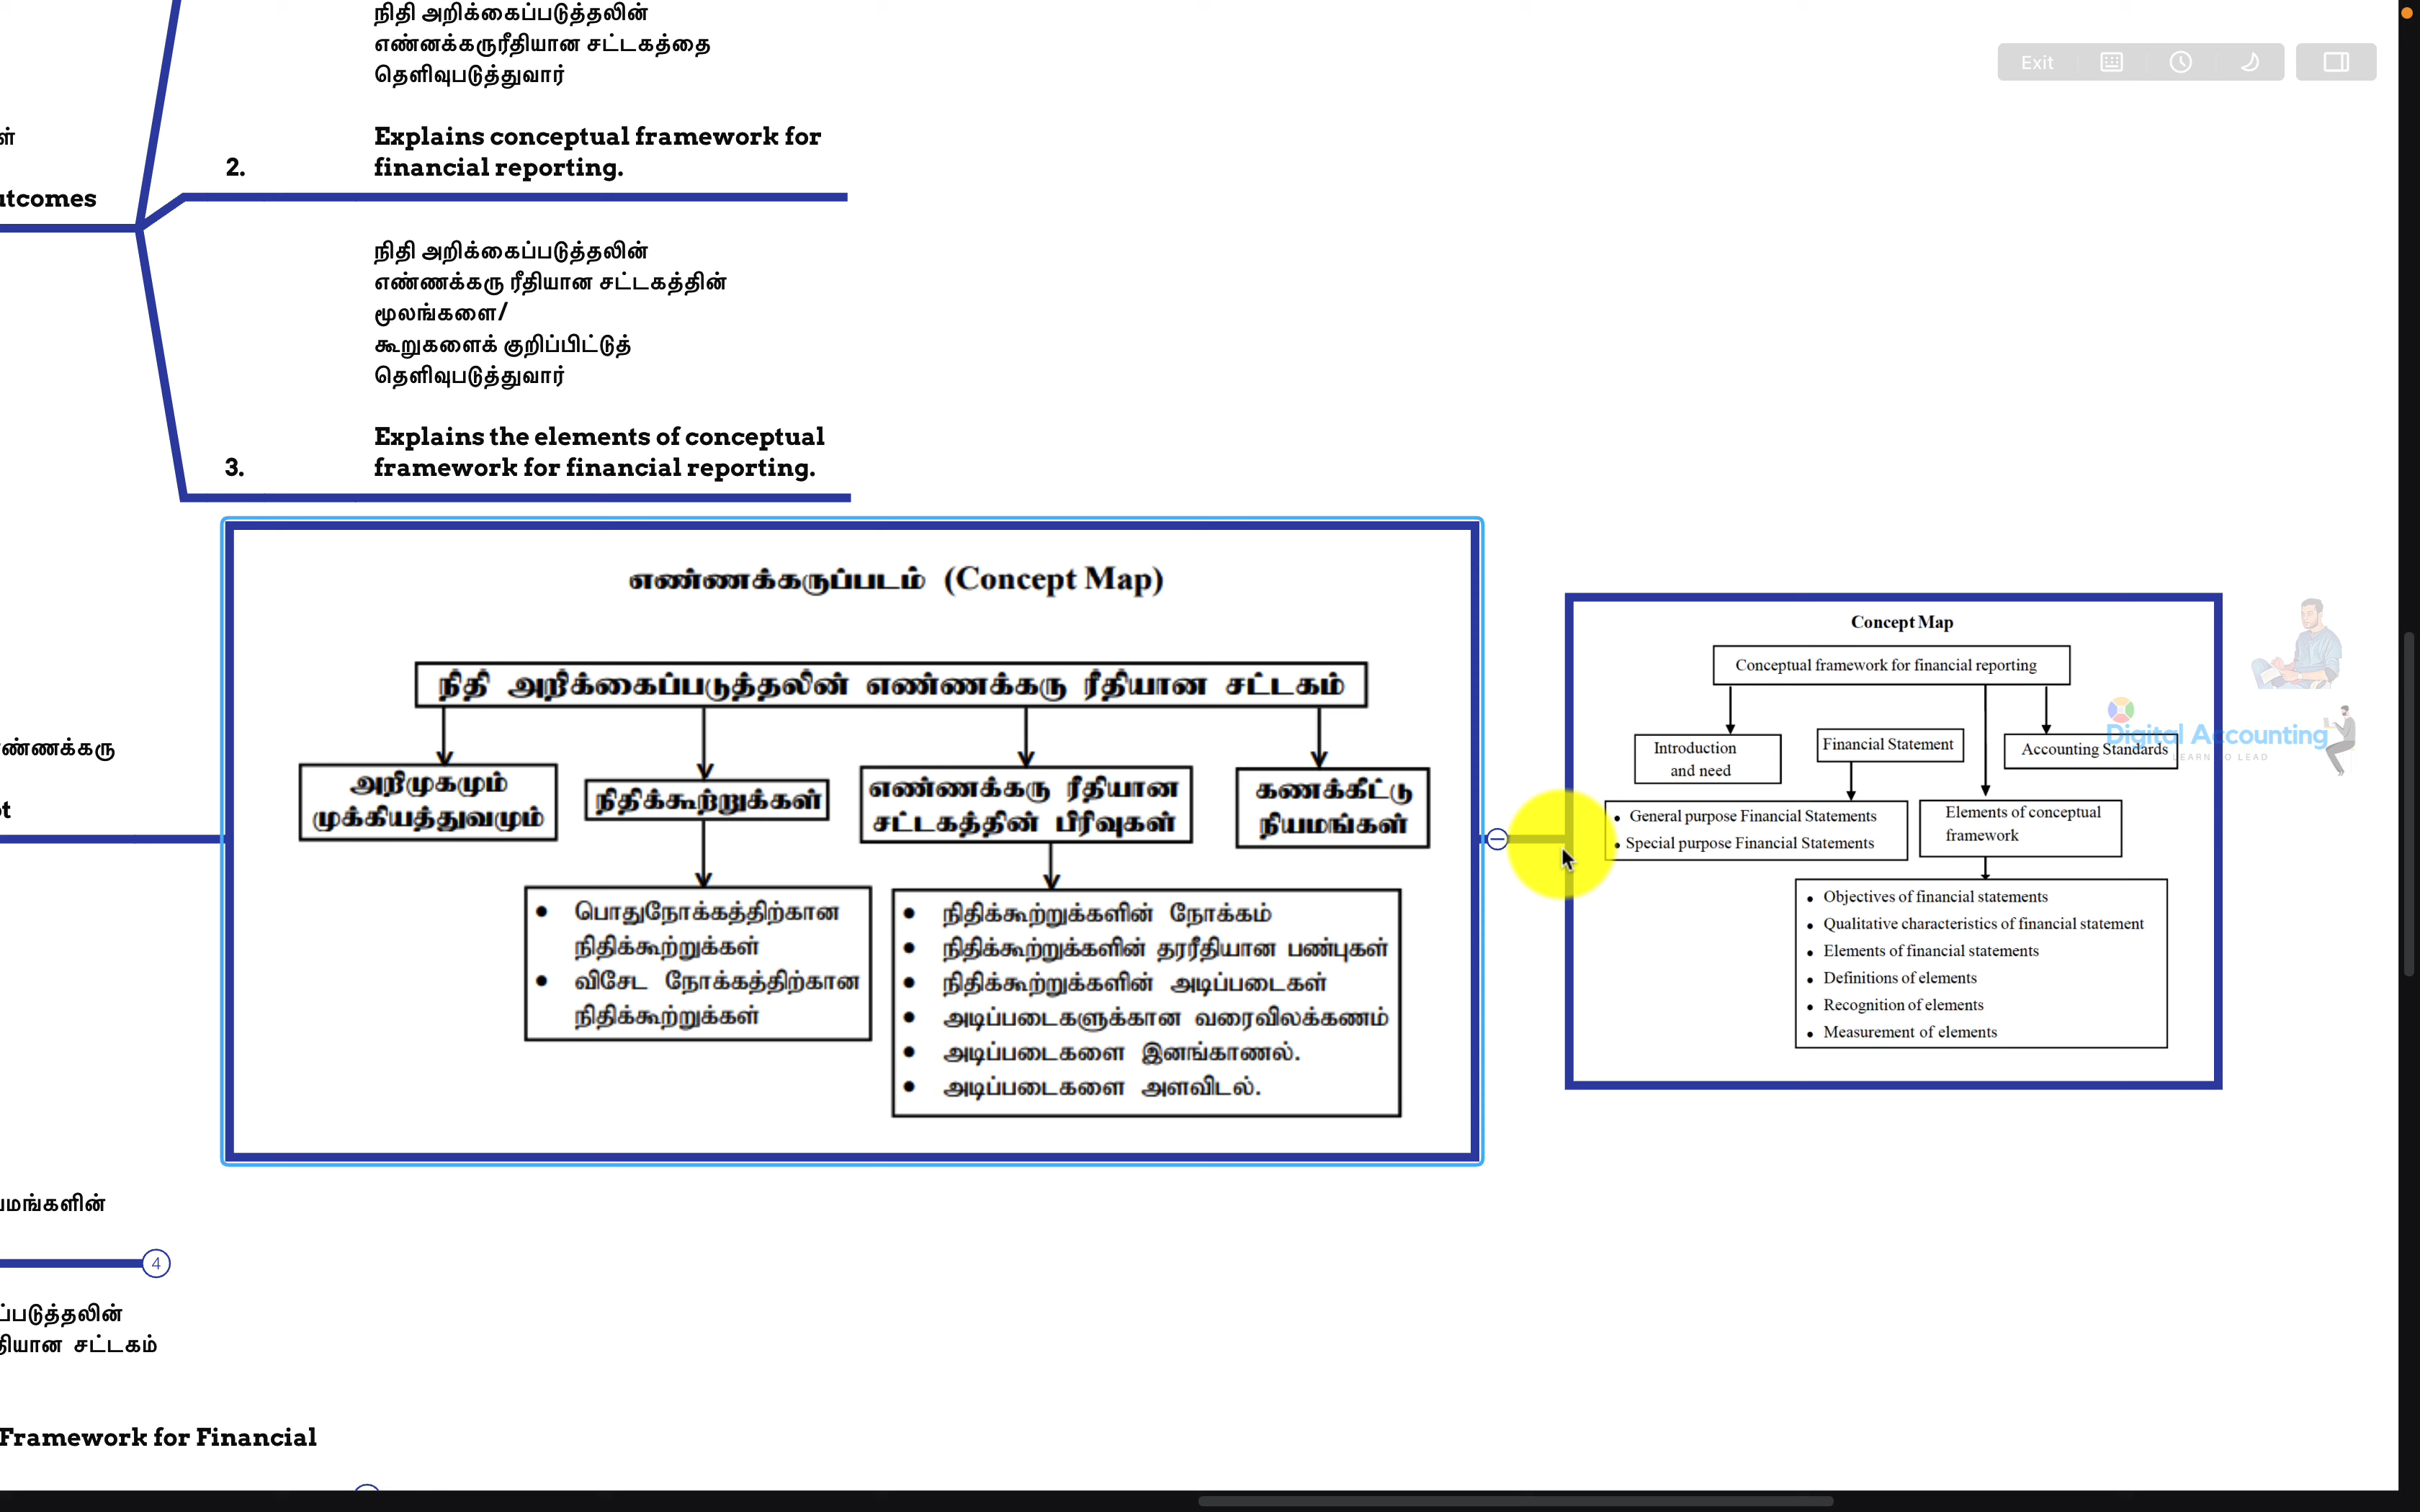 நிதி அறிக்கைப்படுத்தலின்
எண்னக்கருரீதியான சட்டகத்தை
தெளிவுபடுத்துவார்
Explains conceptual framework for
2. financial reporting.
நிதி அறிக்கைப்படுத்தலின்
எண்ணக்கரு ரீதியான சட்டகத்தின்
மூலங்களை/
கூறுகளைக் குறிப்பிட்டுத்
தெளிவுபடுத்துவார்
Explains the elements of conceptual
3. framework for financial reporting.
Exit
எண்ணக்கருப்படம் (Concept Map)
நிதி அறிக்கைப்படுத்தலின் எண்ணக்கரு ரீதியான சட்டகம்
அறிமுகமும்
முக்கியத்துவமும்
நிதிக்கூற்றுக்கள்
எண்ணக்கரு ரீதியான
சட்டகத்தின் பிரிவுகள்
கணக்கீட்டு
நியமங்கள்
• பொதுநோக்கத்திற்கான
நிதிக்கூற்றுக்கள்
• விசேட நோக்கத்திற்கான
நிதிக்கூற்றுக்கள்
• நிதிக்கூற்றுக்களின் நோக்கம்
• நிதிக்கூற்றுக்களின் தரரீதியான பண்புகள்
• நிதிக்கூற்றுக்களின் அடிப்படைகள்
• அடிப்படைகளுக்கான வரைவிலக்கணம்
• அடிப்படைகளை இனங்காணல்.
• அடிப்படைகளை அளவிடல்.
Concept Map
Conceptual framework for financial reporting
Introduction
and need
Financial Statement
Accounting Standards
• General purpose Financial Statements
• Special purpose Financial Statements
Elements of conceptual
framework
• Objectives of financial statements
• Qualitative characteristics of financial statement
• Elements of financial statements
• Definitions of elements
• Recognition of elements
• Measurement of elements
Digital Accounting
LEARN TO LEAD
4
சட்டகம்
Framework for Financial